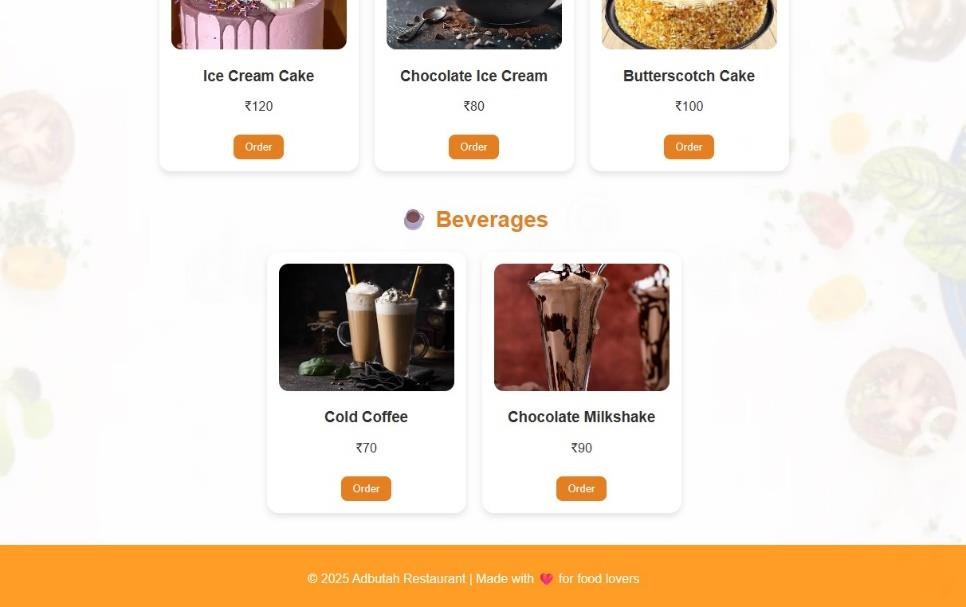 Ice Cream Cake
Chocolate Ice Cream
Butterscotch Cake
₹120
₹80
₹100
Order
Order
Order
Beverages
Cold Coffee
Chocolate Milkshake
₹70
₹90
Order
Order
© 2025 Adbutah Restaurant | Made with 💖 for food lovers